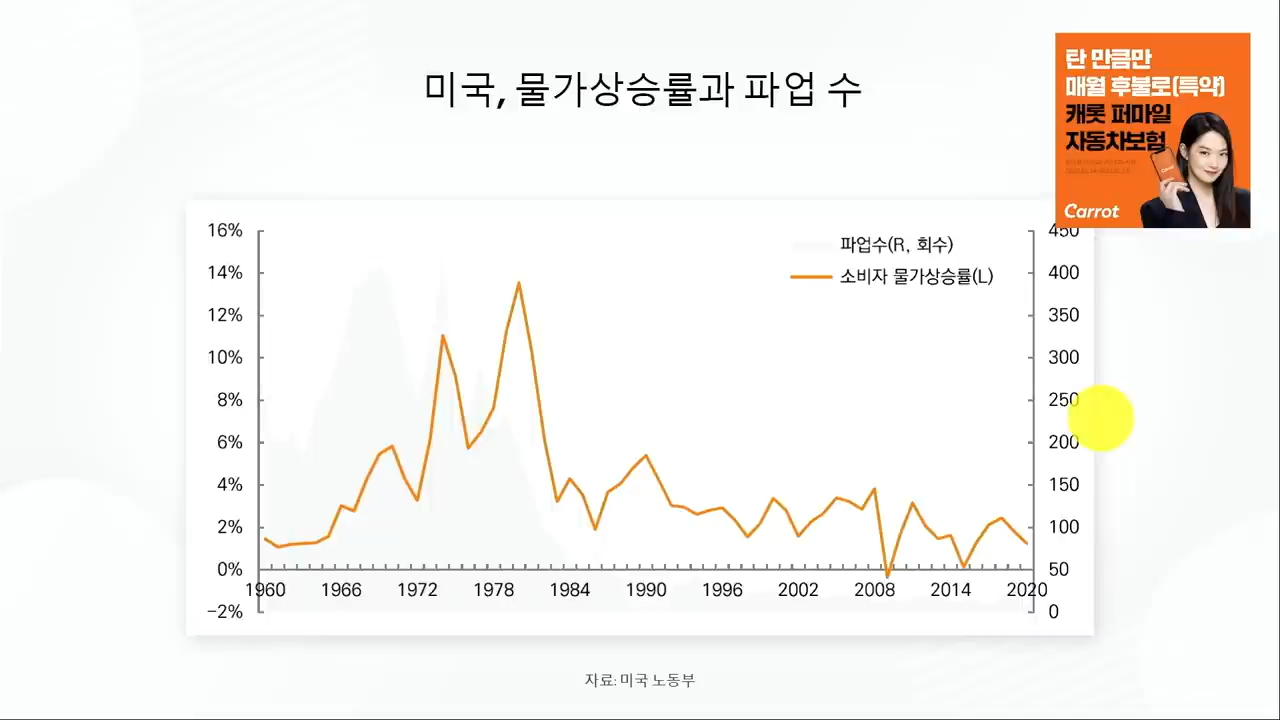 미국, 물가상승률과 파업 수
탄 만큼만
매월 후불로(특약)
캐롯 퍼마일
자동차보험
Carrot
파업수(R, 회수)
소비자 물가상승률(L)
16%
14%
12%
10%
8%
6%
4%
2%
0%
-2%
450
400
350
300
250
200
150
100
50
0
1960 1966 1972 1978 1984 1990 1996 2002 2008 2014 2020
자료: 미국 노동부